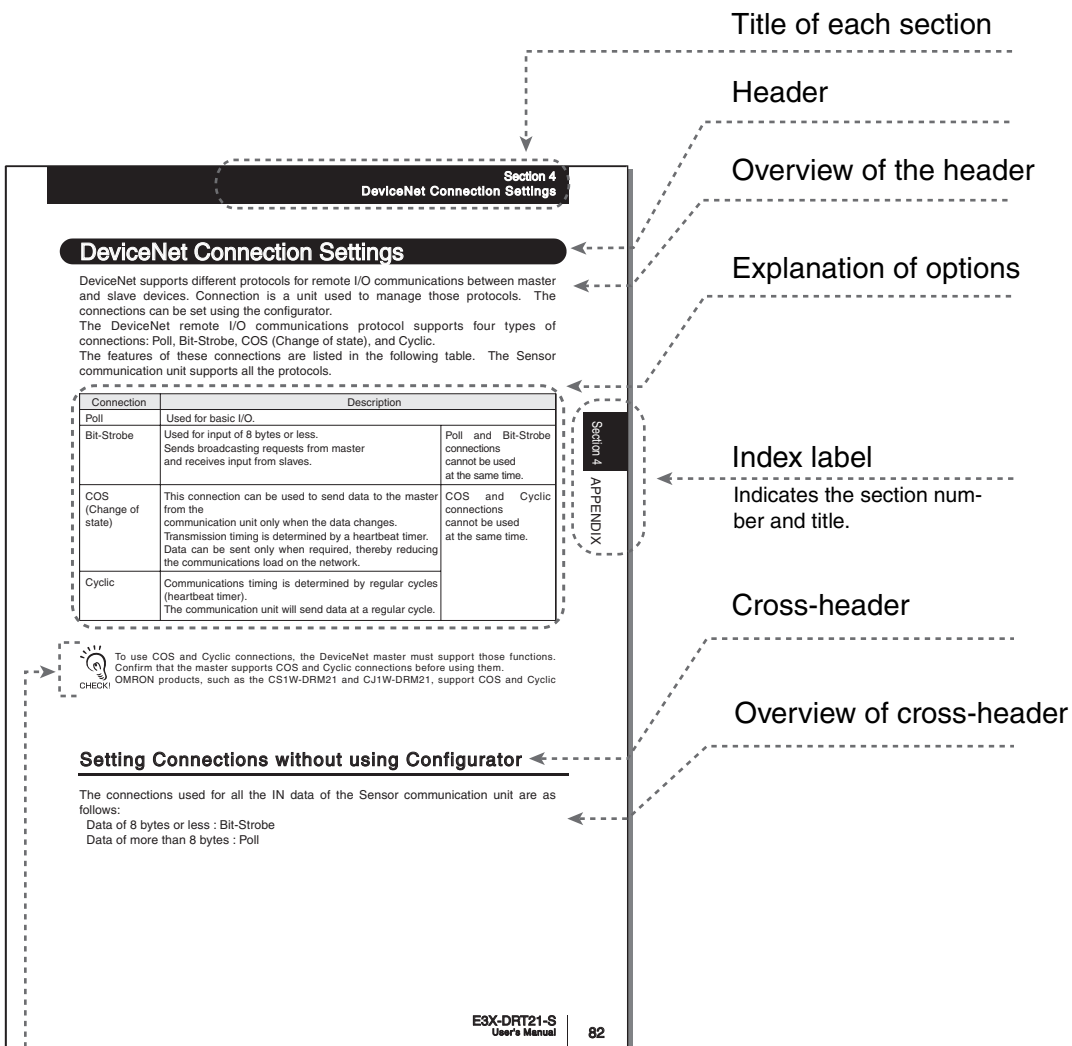 Title of each section
Header
Overview of the header
Explanation of options
Index label
Indicates the section num-
ber and title.
Cross-header
Overview of cross-header
Section 4
DeviceNet Connection Settings
DeviceNet Connection Settings
DeviceNet supports different protocols for remote I/O communications between master
and slave devices. Connection is a unit used to manage those protocols. The
connections can be set using the configurator.
The DeviceNet remote I/O communications protocol supports four types of
connections: Poll, Bit-Strobe, COS (Change of state), and Cyclic.
The features of these connections are listed in the following table. The Sensor
communication unit supports all the protocols.
Connection Description
Poll Used for basic I/O.
Bit-Strobe
Used for input of 8 bytes or less.
Sends broadcasting requests from master
and receives input from slaves.
Poll and Bit-Strobe
connections
cannot be used
at the same time.
COS
(Change of
state)
This connection can be used to send data to the master
from the
communication unit only when the data changes.
Transmission timing is determined by a heartbeat timer.
Data can be sent only when required, thereby reducing
the communications load on the network.
COS and Cyclic
connections
cannot be used
at the same time.
Cyclic
Communications timing is determined by regular cycles
(heartbeat timer).
The communication unit will send data at a regular cycle.
Section 4 APPENDIX
CHECK!
To use COS and Cyclic connections, the DeviceNet master must support those functions.
Confirm that the master supports COS and Cyclic connections before using them.
OMRON products, such as the CS1W-DRM21 and CJ1W-DRM21, support COS and Cyclic
Setting Connections without using Configurator
The connections used for all the IN data of the Sensor communication unit are as
follows:
Data of 8 bytes or less : Bit-Strobe
Data of more than 8 bytes : Poll
E3X-DRT21-S
User's Manual
82